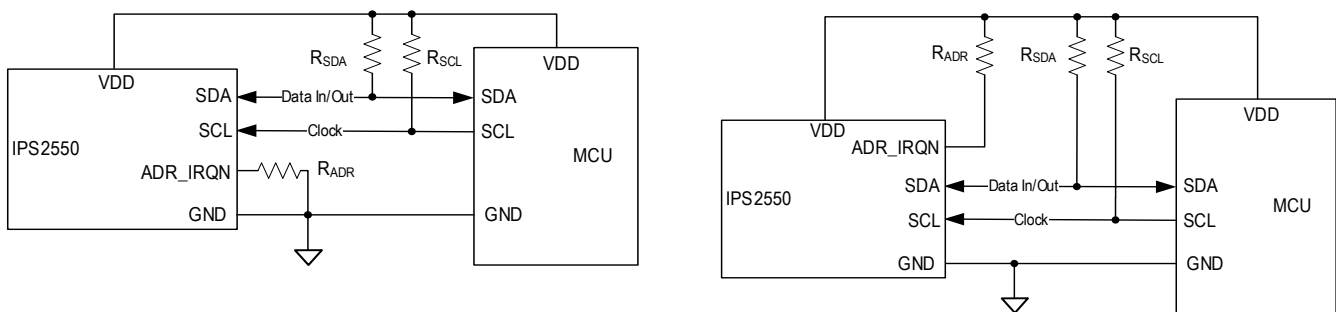 RSDA
RSCL
VDD
VDD
SDA
Data In/Out
SDA
SCL
Clock
SCL
IPS2550
MCU
ADR_IRQN
RADR
GND
GND
RADR
RSDA
RSCL
VDD
VDD
ADR_IRQN
SDA
Data In/Out
SDA
IPS2550
MCU
SCL
Clock
SCL
GND
GND